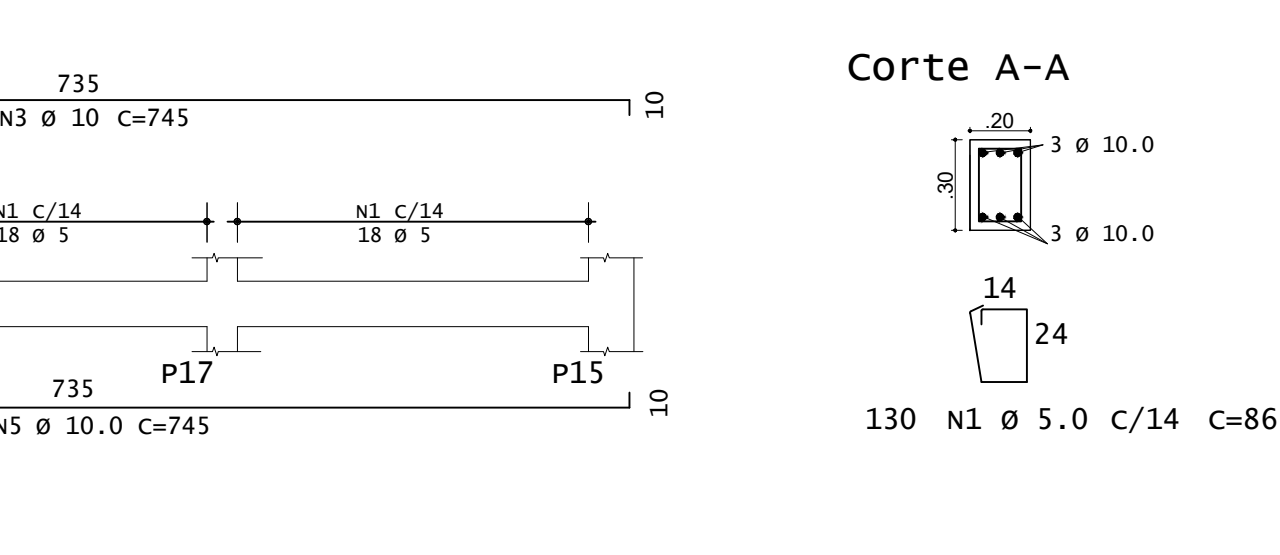 735
10
N3 Ø 10 C=745
N1 C/14
18 Ø 5
N1 C/14
18 Ø 5
P17
P15
735
10
N5 Ø 10.0 C=745
Corte A-A
.20
3 Ø 10.0
.30
3 Ø 10.0
14
24
130 N1 Ø 5.0 C/14 C=86